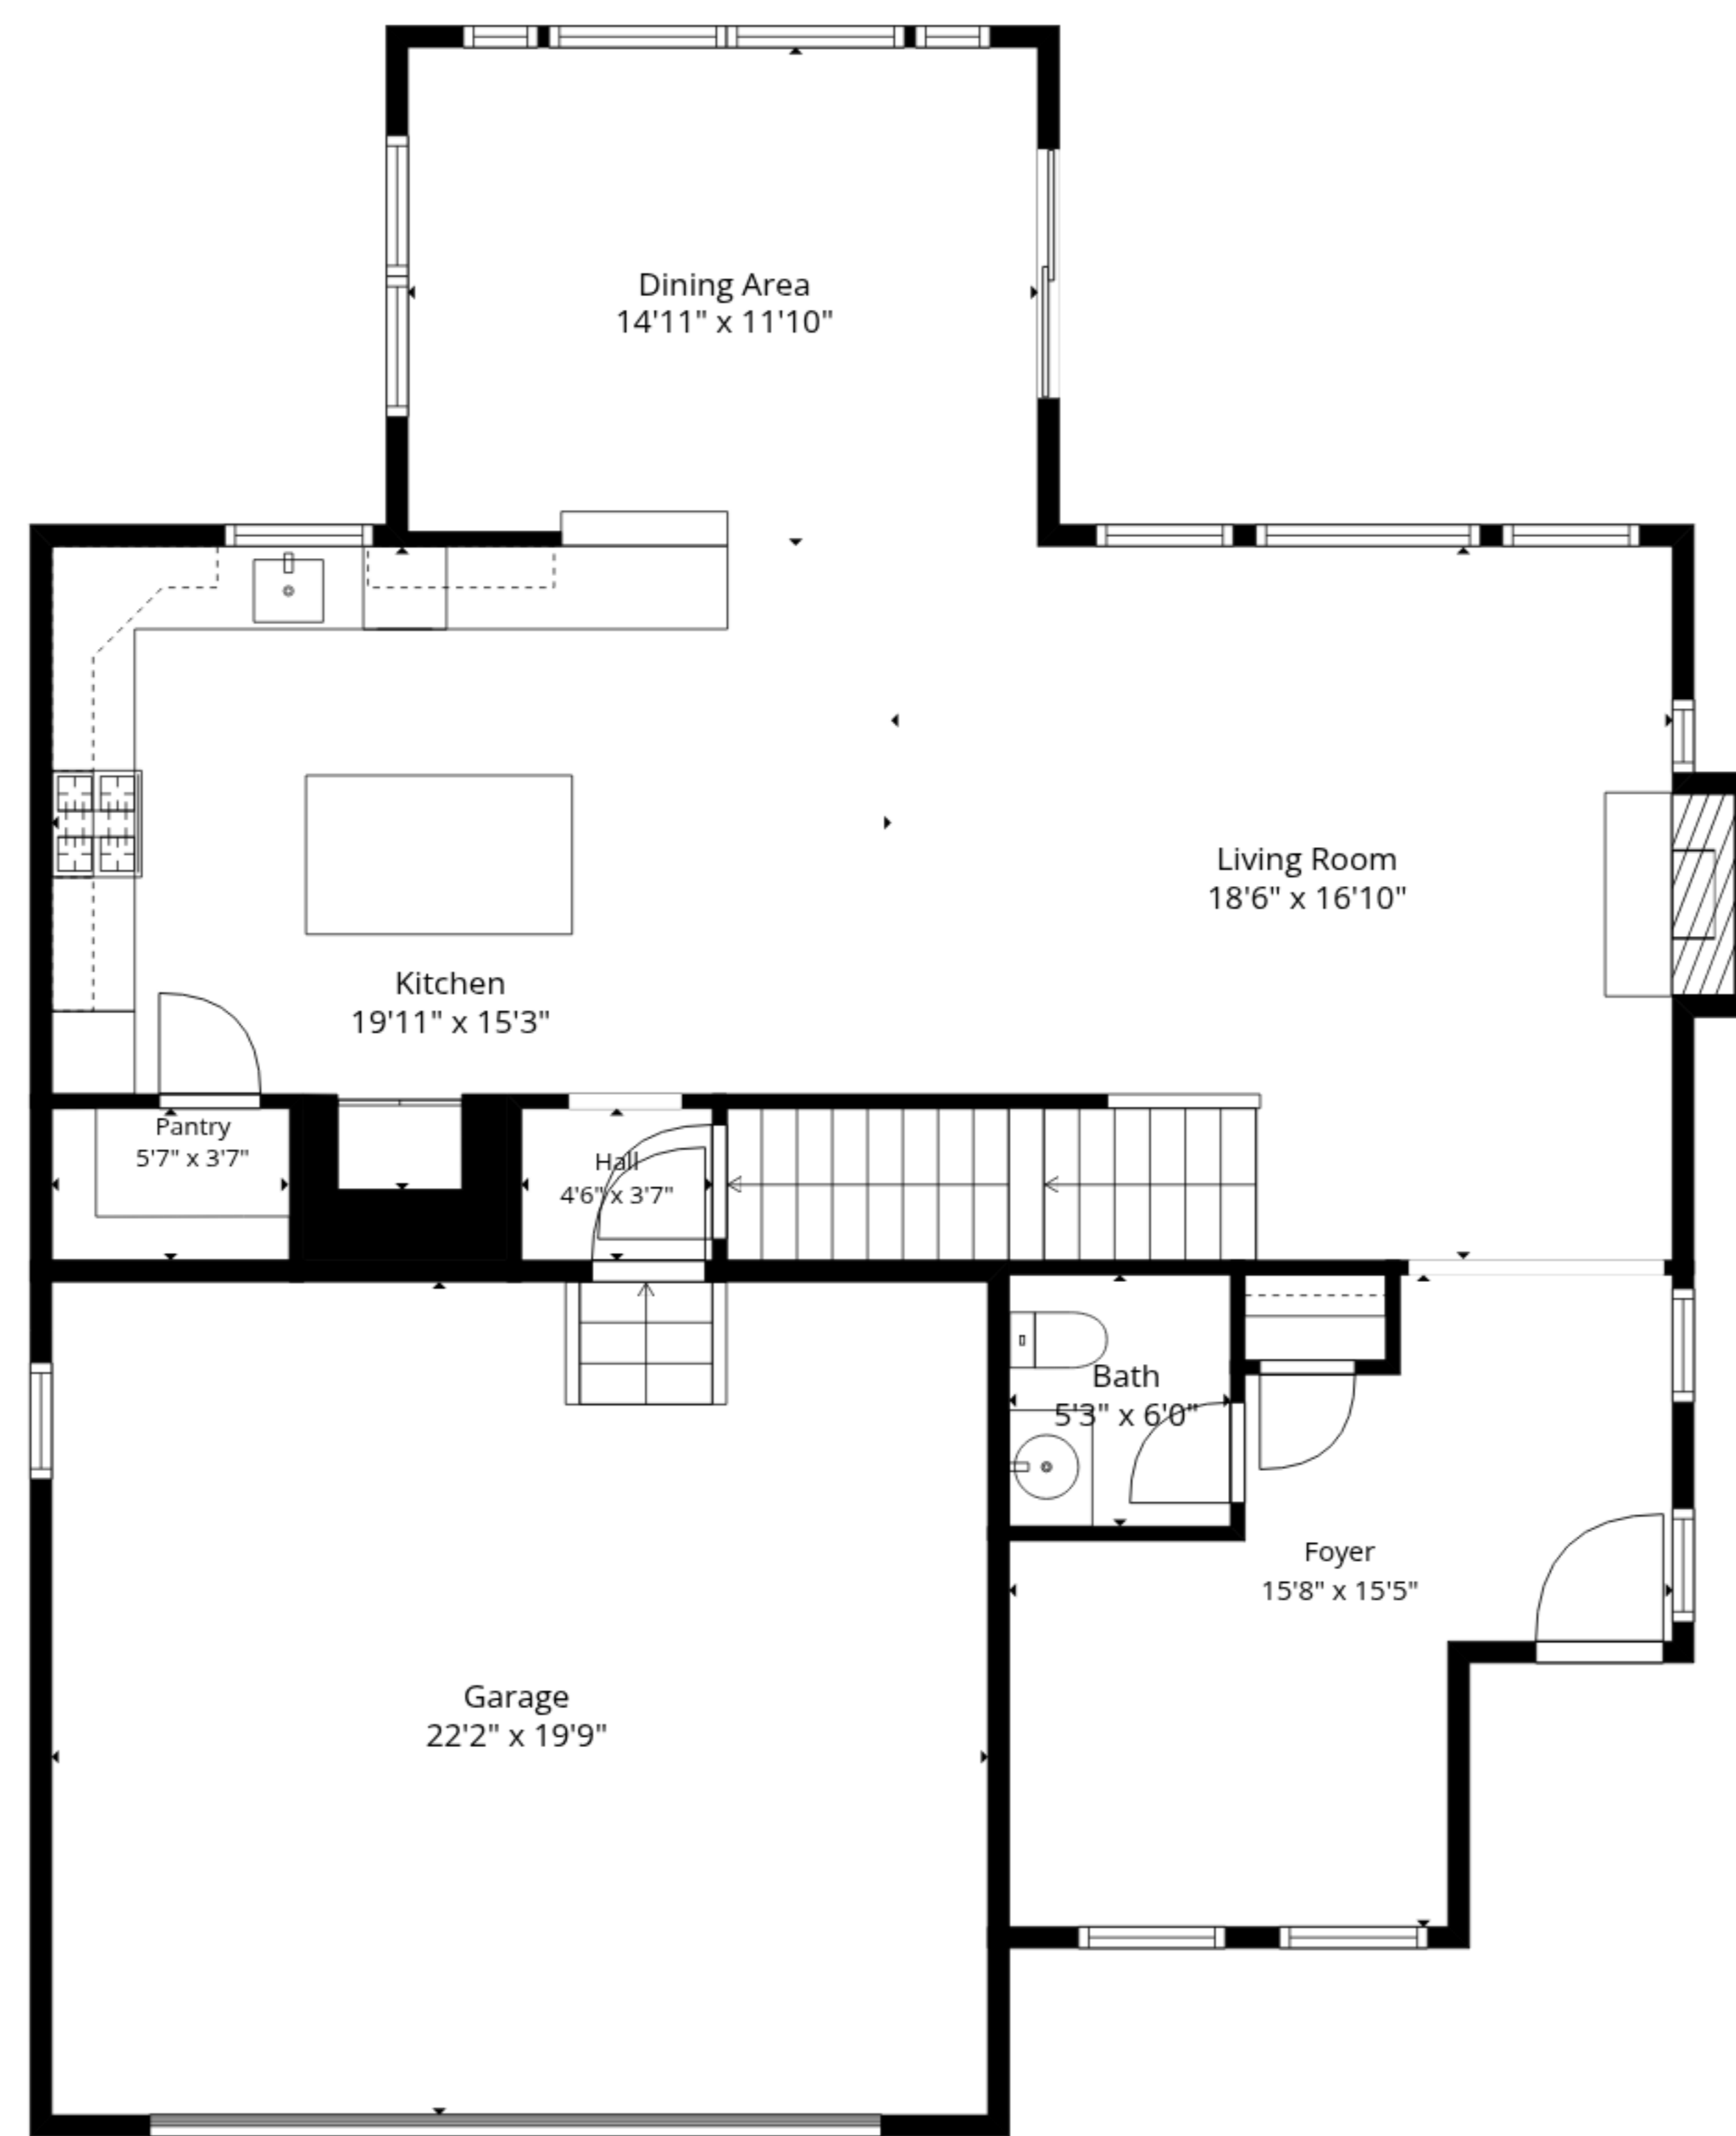 Dining Area
14'11" x 11'10"
Living Room
18'6" x 16'10"
Kitchen
19'11" x 15'3"
Pantry
5'7" x 3'7"
Hall
4'6" x 3'7"
Bath
5'3" x 6'0"
Foyer
15'8" x 15'5"
Garage
22'2" x 19'9"